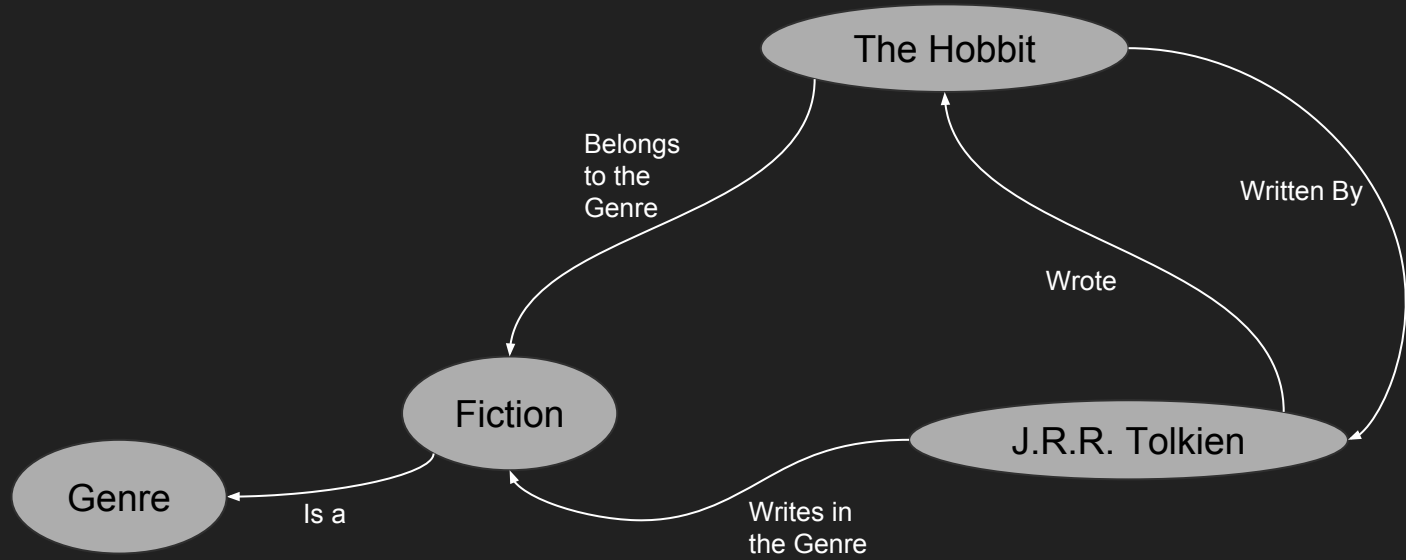 The Hobbit
Belongs
to the
Genre
Written By
Wrote
Fiction
J.R.R. Tolkien
Genre
Is a
Writes in
the Genre